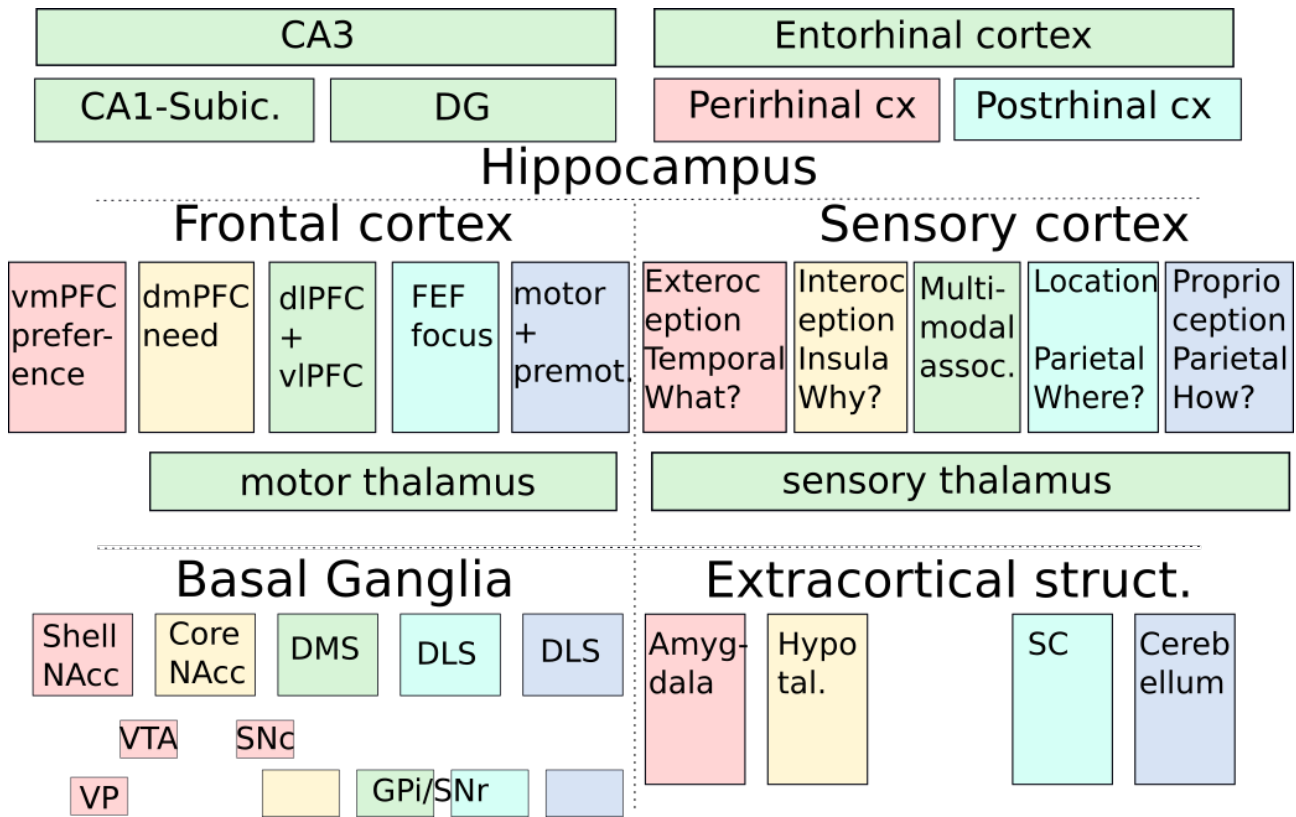 CA3
Entorhinal cortex
CA1-Subic.
DG
Perirhinal cx
Postrhinal cx
Hippocampus
Frontal cortex
Sensory cortex
vmPFC
prefer-
ence
dmPFC
need
dlPFC
+
vlPFC
FEF
focus
motor
+
premot.
Exteroc
eption
Temporal
What?
Interoc
eption
Insula
Why?
Multi-
modal
assoc.
Location
Parietal
Where?
Proprio
ception
Parietal
How?
motor thalamus
sensory thalamus
Basal Ganglia
Extracortical struct.
Shell
NAcc
Core
NAcc
DMS
DLS
DLS
Amyg-
dala
Hypo
tal.
SC
Cereb
ellum
VTA
SNc
VP
GPi/SNr